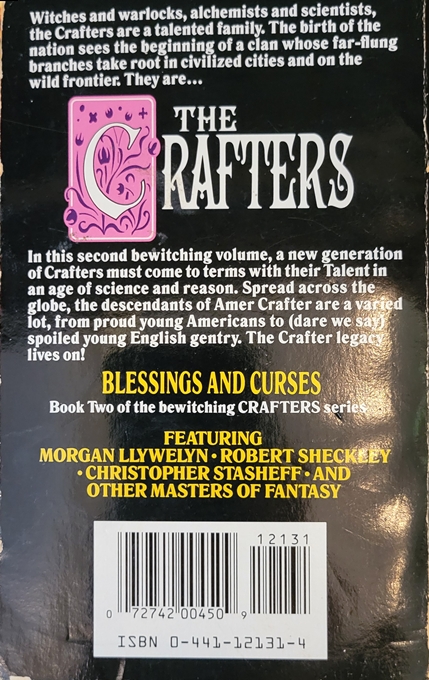 Witches and warlocks, alchemists and scientists,
the Crafters are a talented family. The birth of the
nation sees the beginning of a clan whose far-flung
branches take root in civilized cities and on the
wild frontier. They are...
THE
CRAFTERS
In this second bewitching volume, a new generation
of Crafters must come to terms with their Talent in
an age of science and reason. Spread across the
globe, the descendants of Amer Crafter are a varied
lot, from proud young Americans to (dare we say)
spoiled young English gentry. The Crafter legacy
lives on!
BLESSINGS AND CURSES
Book Two of the bewitching CRAFTERS series
FEATURING
MORGAN LLYWELYN • ROBERT SHECKLEY
• CHRISTOPHER STASHEFF • AND
OTHER MASTERS OF FANTASY
12131
0 72742 00450 9
ISBN 0-441-12131-4